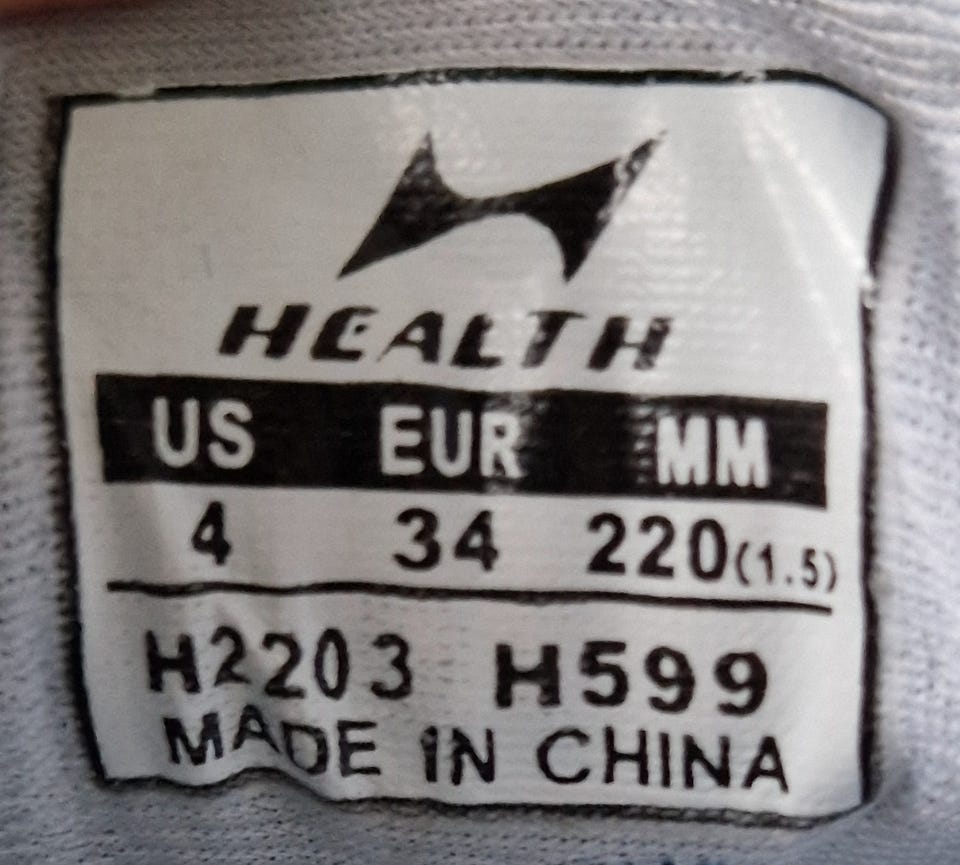 HEALTH
US EUR MM
4 34 220(1.5)
H2203 H599
MADE IN CHINA